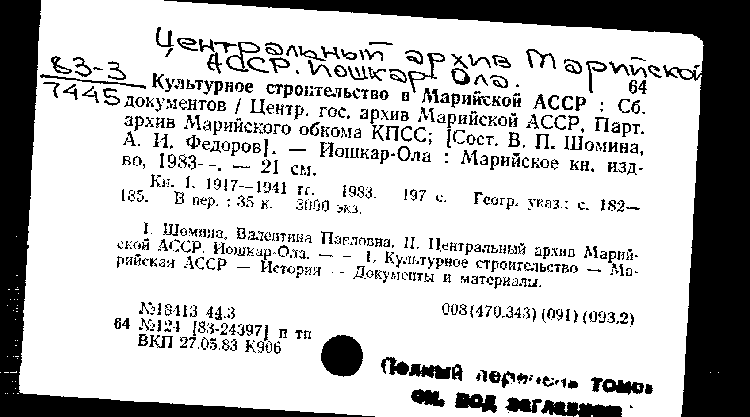 Центральный архив Марийской
АССР. Йошкар-Ола.
83-3
7445
64
Культурное строительство в Марийской АССР : Сб.
документов / Центр. гос. архив Марийской АССР, Парт.
архив Марийского обкома КПСС; [Сост. В. П. Шомина,
А. И. Федоров]. — Йошкар-Ола : Марийское кн. изд-
во, 1983--. — 21 см.
Кн. 1. 1917—1941 гг. 1983. 197 с. Геогр. указ.: с. 182—
185. В пер. : 35 к. 3000 экз.
I. Шомина, Валентина Павловна. II. Центральный архив Марий-
ской АССР. Йошкар-Ола. — — 1. Культурное строительство — Ма-
рийская АССР — История — Документы и материалы.
№18413 44.3
008(470.343)(091)(093.2)
64 №124 [83-24397] п тп
ВКП 27.05.83 К906
Полный перечень томов
см. под заглавием